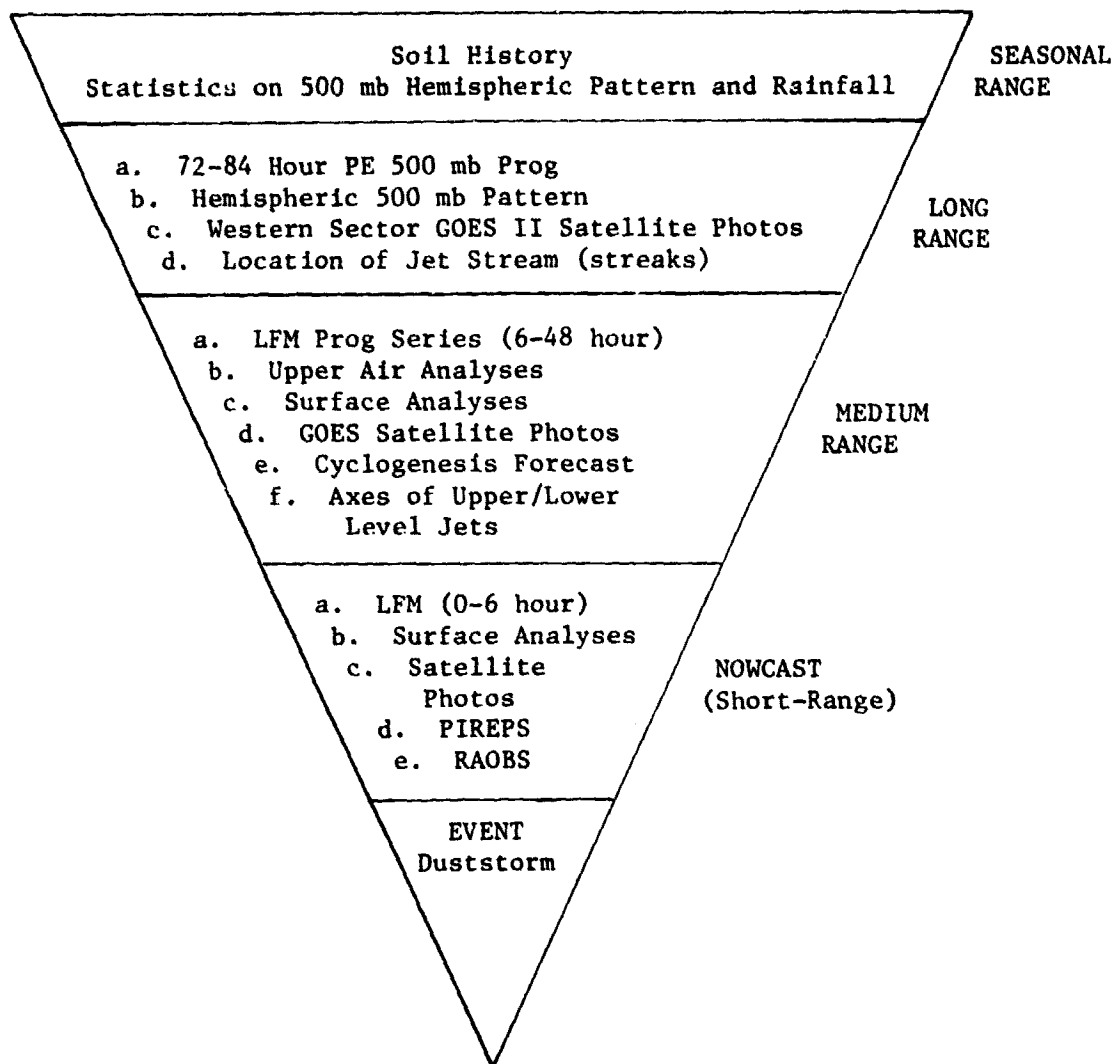 Soil History
Statistics on 500 mb Hemispheric Pattern and Rainfall
SEASONAL
RANGE
a. 72-84 Hour PE 500 mb Prog
b. Hemispheric 500 mb Pattern
c. Western Sector GOES II Satellite Photos
d. Location of Jet Stream (streaks)
LONG
RANGE
a. LFM Prog Series (6-48 hour)
b. Upper Air Analyses
c. Surface Analyses
d. GOES Satellite Photos
e. Cyclogenesis Forecast
f. Axes of Upper/Lower
Level Jets
MEDIUM
RANGE
a. LFM (0-6 hour)
b. Surface Analyses
c. Satellite
Photos
d. PIREPS
e. RAOBS
NOWCAST
(Short-Range)
EVENT
Duststorm